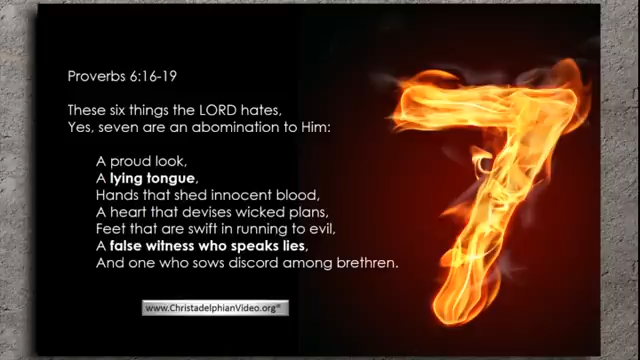 Proverbs 6:16-19
These six things the LORD hates,
Yes, seven are an abomination to Him:
A proud look,
A lying tongue,
Hands that shed innocent blood,
A heart that devises wicked plans,
Feet that are swift in running to evil,
A false witness who speaks lies,
And one who sows discord among brethren.
www.ChristadelphianVideo.org®
7